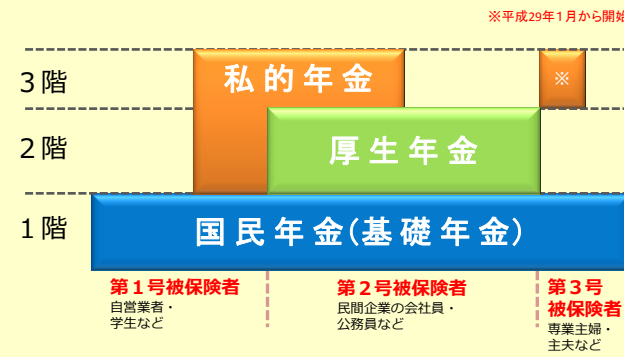 ※平成29年1月から開始
3階
私的年金
※
2階
厚生年金
1階
国民年金(基礎年金)
第1号被保険者
自営業者・
学生など
第2号被保険者
民間企業の会社員・
公務員など
第3号
被保険者
専業主婦・
主夫など